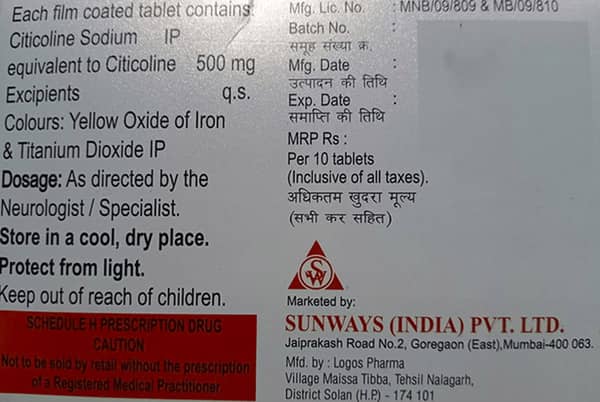 Each film coated tablet contains:
Citicoline Sodium IP
equivalent to Citicoline 500 mg
Excipients q.s.
Colours: Yellow Oxide of Iron
& Titanium Dioxide IP
Dosage: As directed by the
Neurologist / Specialist.
Store in a cool, dry place.
Protect from light.
Keep out of reach of children.
SCHEDULE H PRESCRIPTION DRUG
CAUTION
Not to be sold by retail without the prescription
of a Registered Medical Practitioner.
Mfg. Lic. No. : MNB/09/809 & MB/09/810
Batch No. :
समूह संख्या क्र.
Mfg. Date :
उत्पादन की तिथि
Exp. Date :
समाप्ति की तिथि
MRP Rs :
Per 10 tablets
(Inclusive of all taxes).
अधिकतम खुदरा मूल्य
(सभी कर सहित)
SW
Marketed by:
SUNWAYS (INDIA) PVT. LTD.
Jaiprakash Road No.2, Goregaon (East),Mumbai-400 063.
Mfd. by : Logos Pharma
Village Maissa Tibba, Tehsil Nalagarh,
District Solan (H.P.) - 174 101